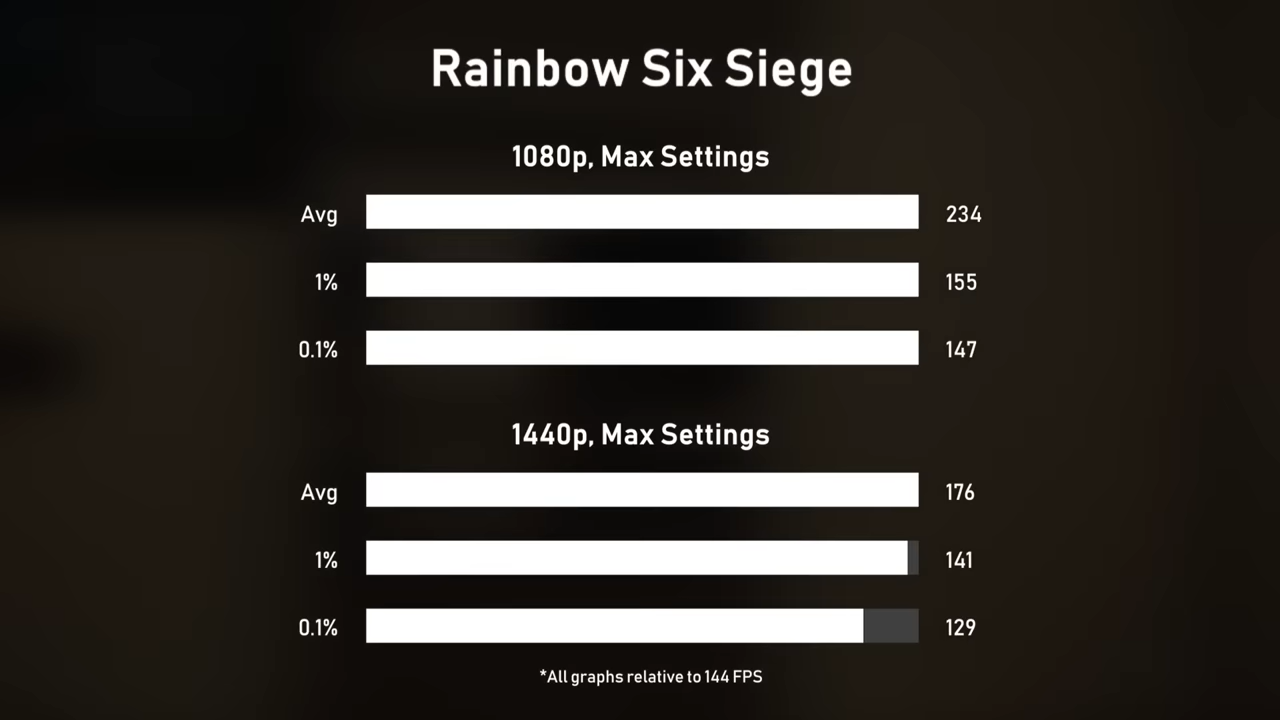 Rainbow Six Siege
1080p, Max Settings
Avg 234
1% 155
0.1% 147
1440p, Max Settings
Avg 176
1% 141
0.1% 129
*All graphs relative to 144 FPS